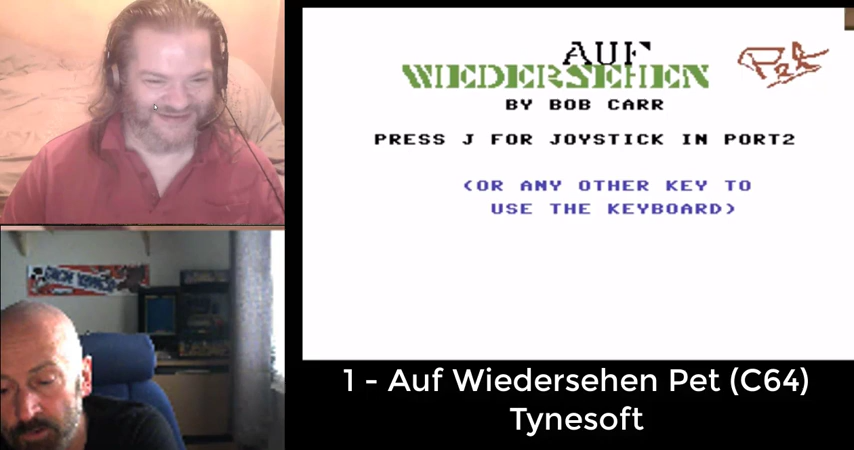 AUF
WIEDERSEHEN
Pet
BY BOB CARR
PRESS J FOR JOYSTICK IN PORT2
(OR ANY OTHER KEY TO
USE THE KEYBOARD)
1 - Auf Wiedersehen Pet (C64)
Tynesoft